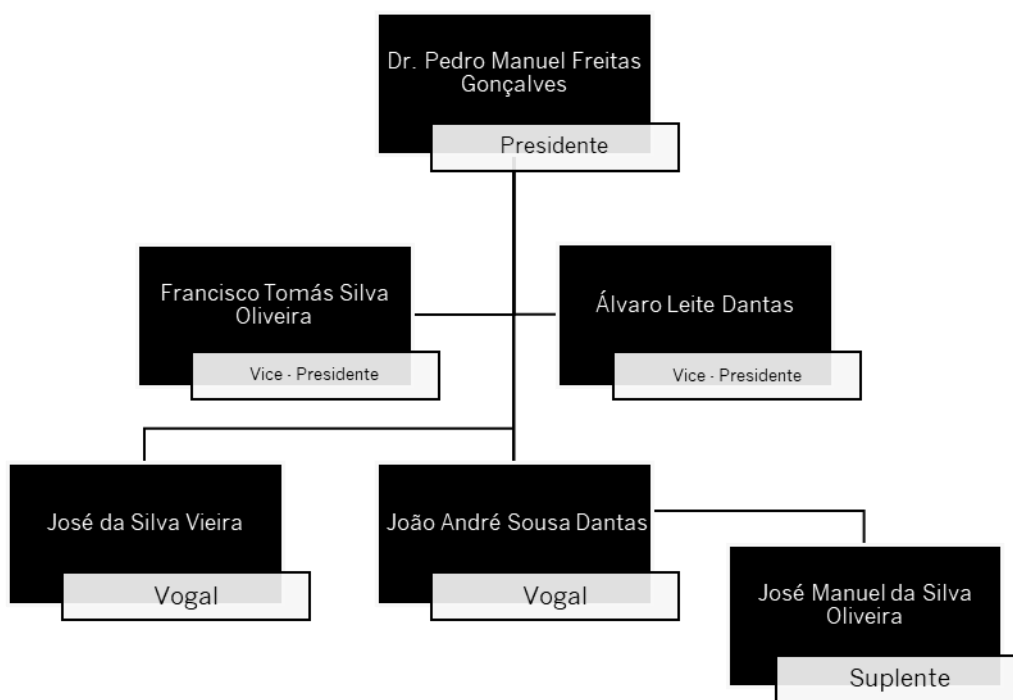 Dr. Pedro Manuel Freitas
Gonçalves
Presidente
Francisco Tomás Silva
Oliveira
Vice - Presidente
Álvaro Leite Dantas
Vice - Presidente
José da Silva Vieira
Vogal
João André Sousa Dantas
Vogal
José Manuel da Silva
Oliveira
Suplente